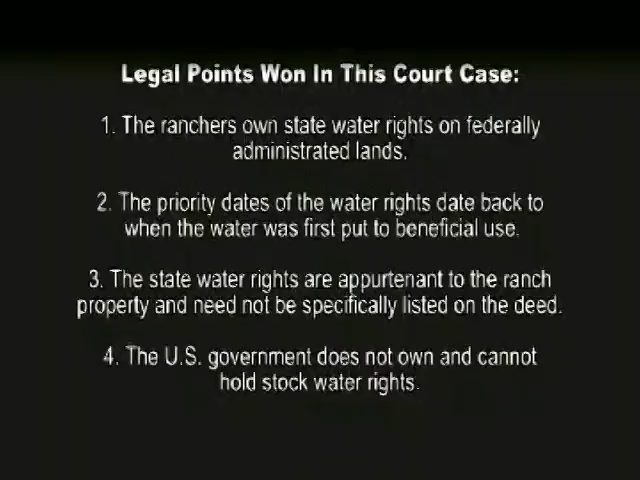 Legal Points Won In This Court Case:
1. The ranchers own state water rights on federally
administrated lands.
2. The priority dates of the water rights date back to
when the water was first put to beneficial use.
3. The state water rights are appurtenant to the ranch
property and need not be specifically listed on the deed.
4. The U.S. government does not own and cannot
hold stock water rights.